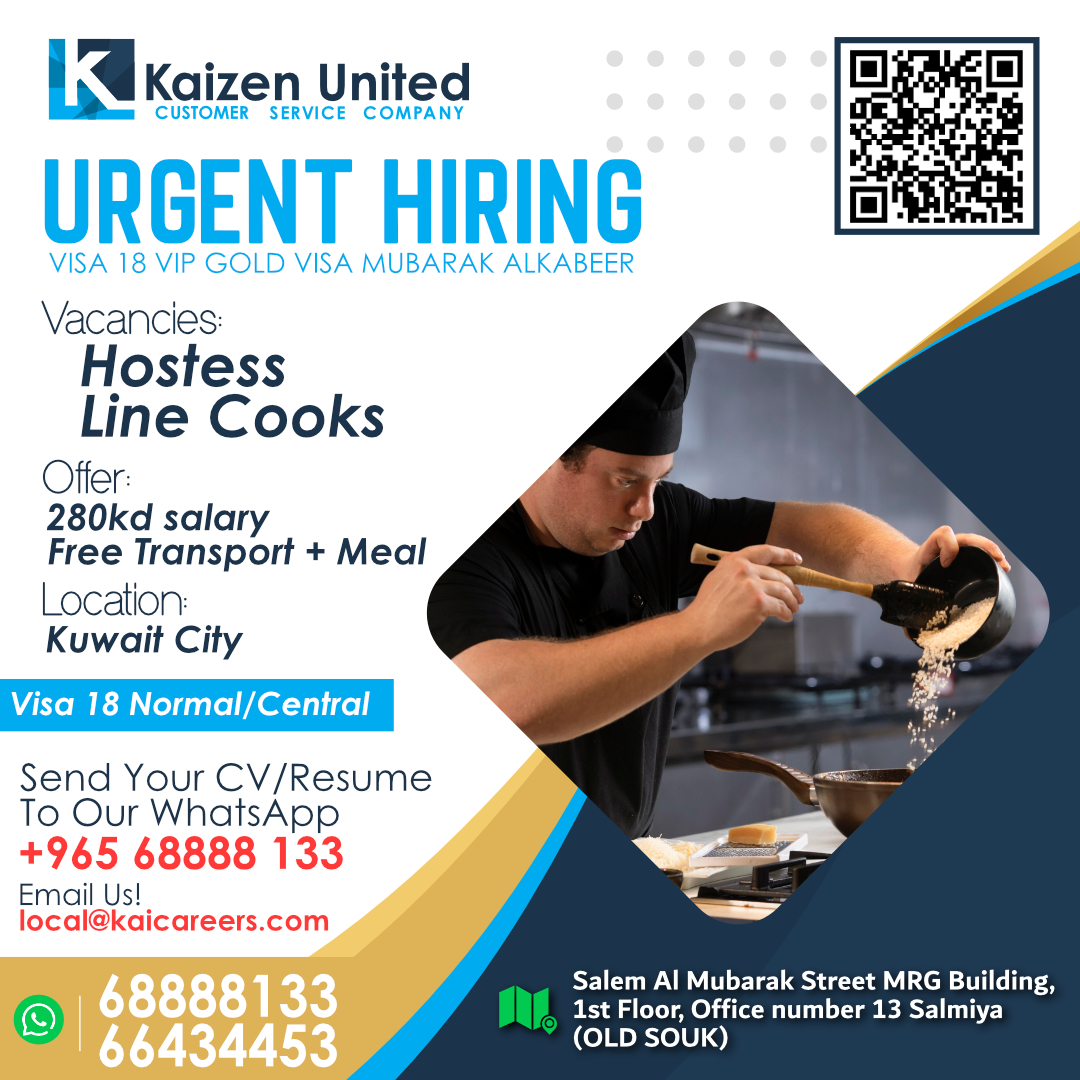 K Kaizen United
CUSTOMER SERVICE COMPANY
URGENT HIRING
VISA 18 VIP GOLD VISA MUBARAK ALKABEER
Vacancies:
Hostess
Line Cooks
Offer:
280kd salary
Free Transport + Meal
Location:
Kuwait City
Visa 18 Normal/Central
Send Your CV/Resume
To Our WhatsApp
+965 68888 133
Email Us!
local@kaicareers.com
68888133
66434453
Salem Al Mubarak Street MRG Building,
1st Floor, Office number 13 Salmiya
(OLD SOUK)